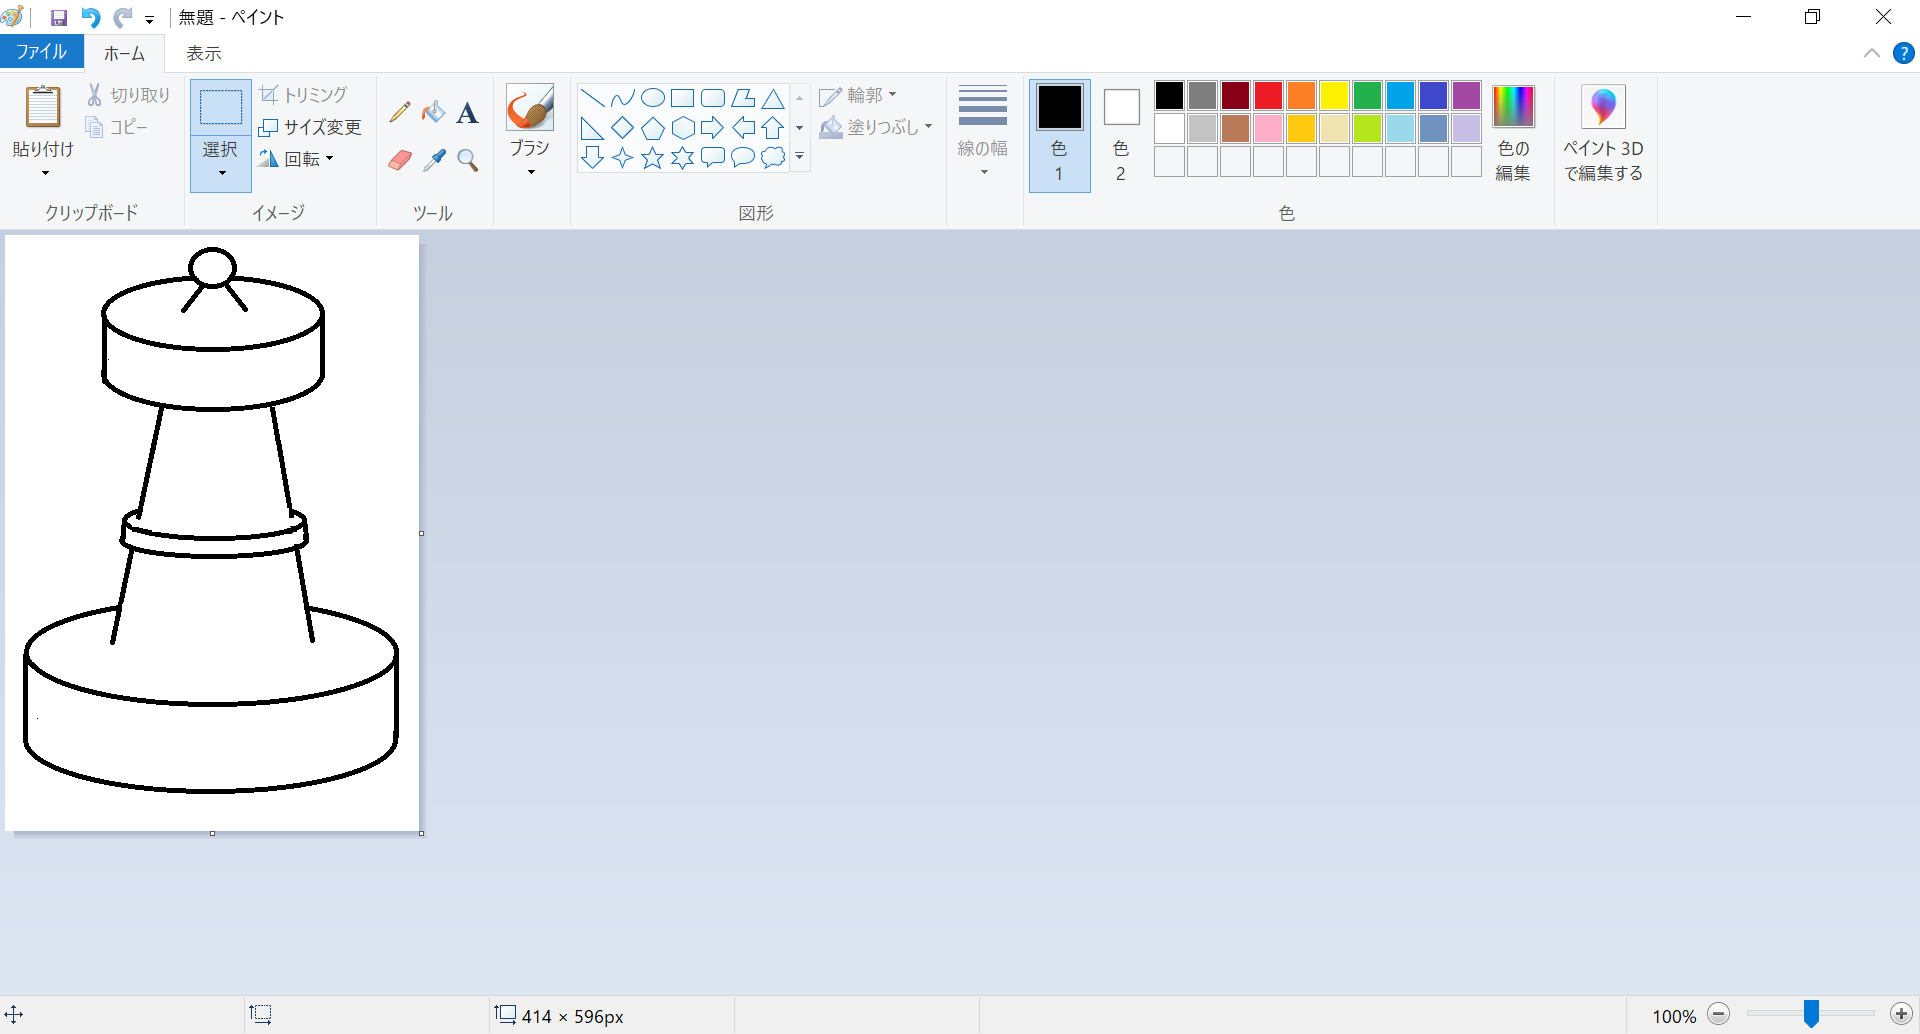 無題 - ペイント
ファイル ホーム 表示
貼り付け
切り取り
コピー
クリップボード
選択
トリミング
サイズ変更
回転
イメージ
A
ツール
ブラシ
図形
輪郭
塗りつぶし
線の幅
色
1
色
2
色の
編集
色
ペイント 3D
で編集する
?
414 × 596px
100%